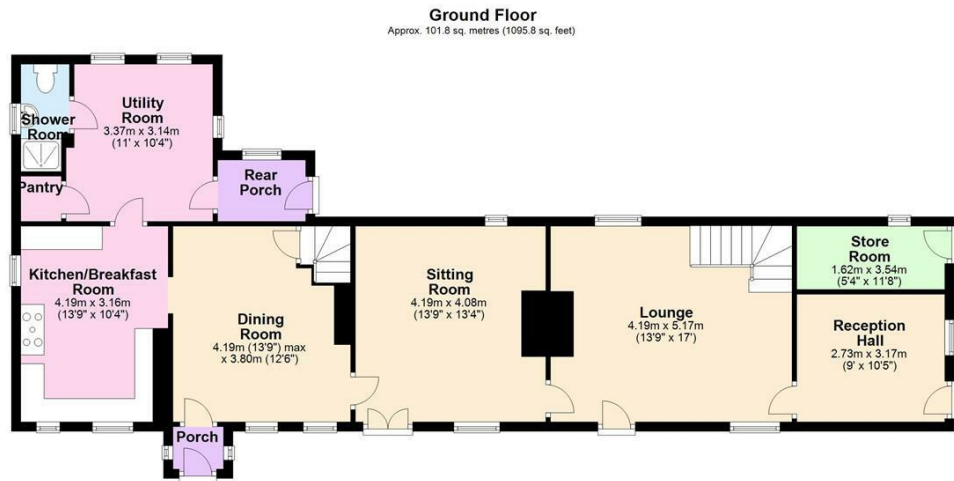 Ground Floor
Approx. 101.8 sq. metres (1095.8 sq. feet)
Utility
Room
3.37m x 3.14m
(11' x 10'4")
Shower
Room
Pantry
Rear
Porch
Kitchen/Breakfast
Room
4.19m x 3.16m
(13'9" x 10'4")
Dining
Room
4.19m (13'9") max
x 3.80m (12'6")
Sitting
Room
4.19m x 4.08m
(13'9" x 13'4")
Lounge
4.19m x 5.17m
(13'9" x 17')
Store
Room
1.62m x 3.54m
(5'4" x 11'8")
Reception
Hall
2.73m x 3.17m
(9' x 10'5")
Porch